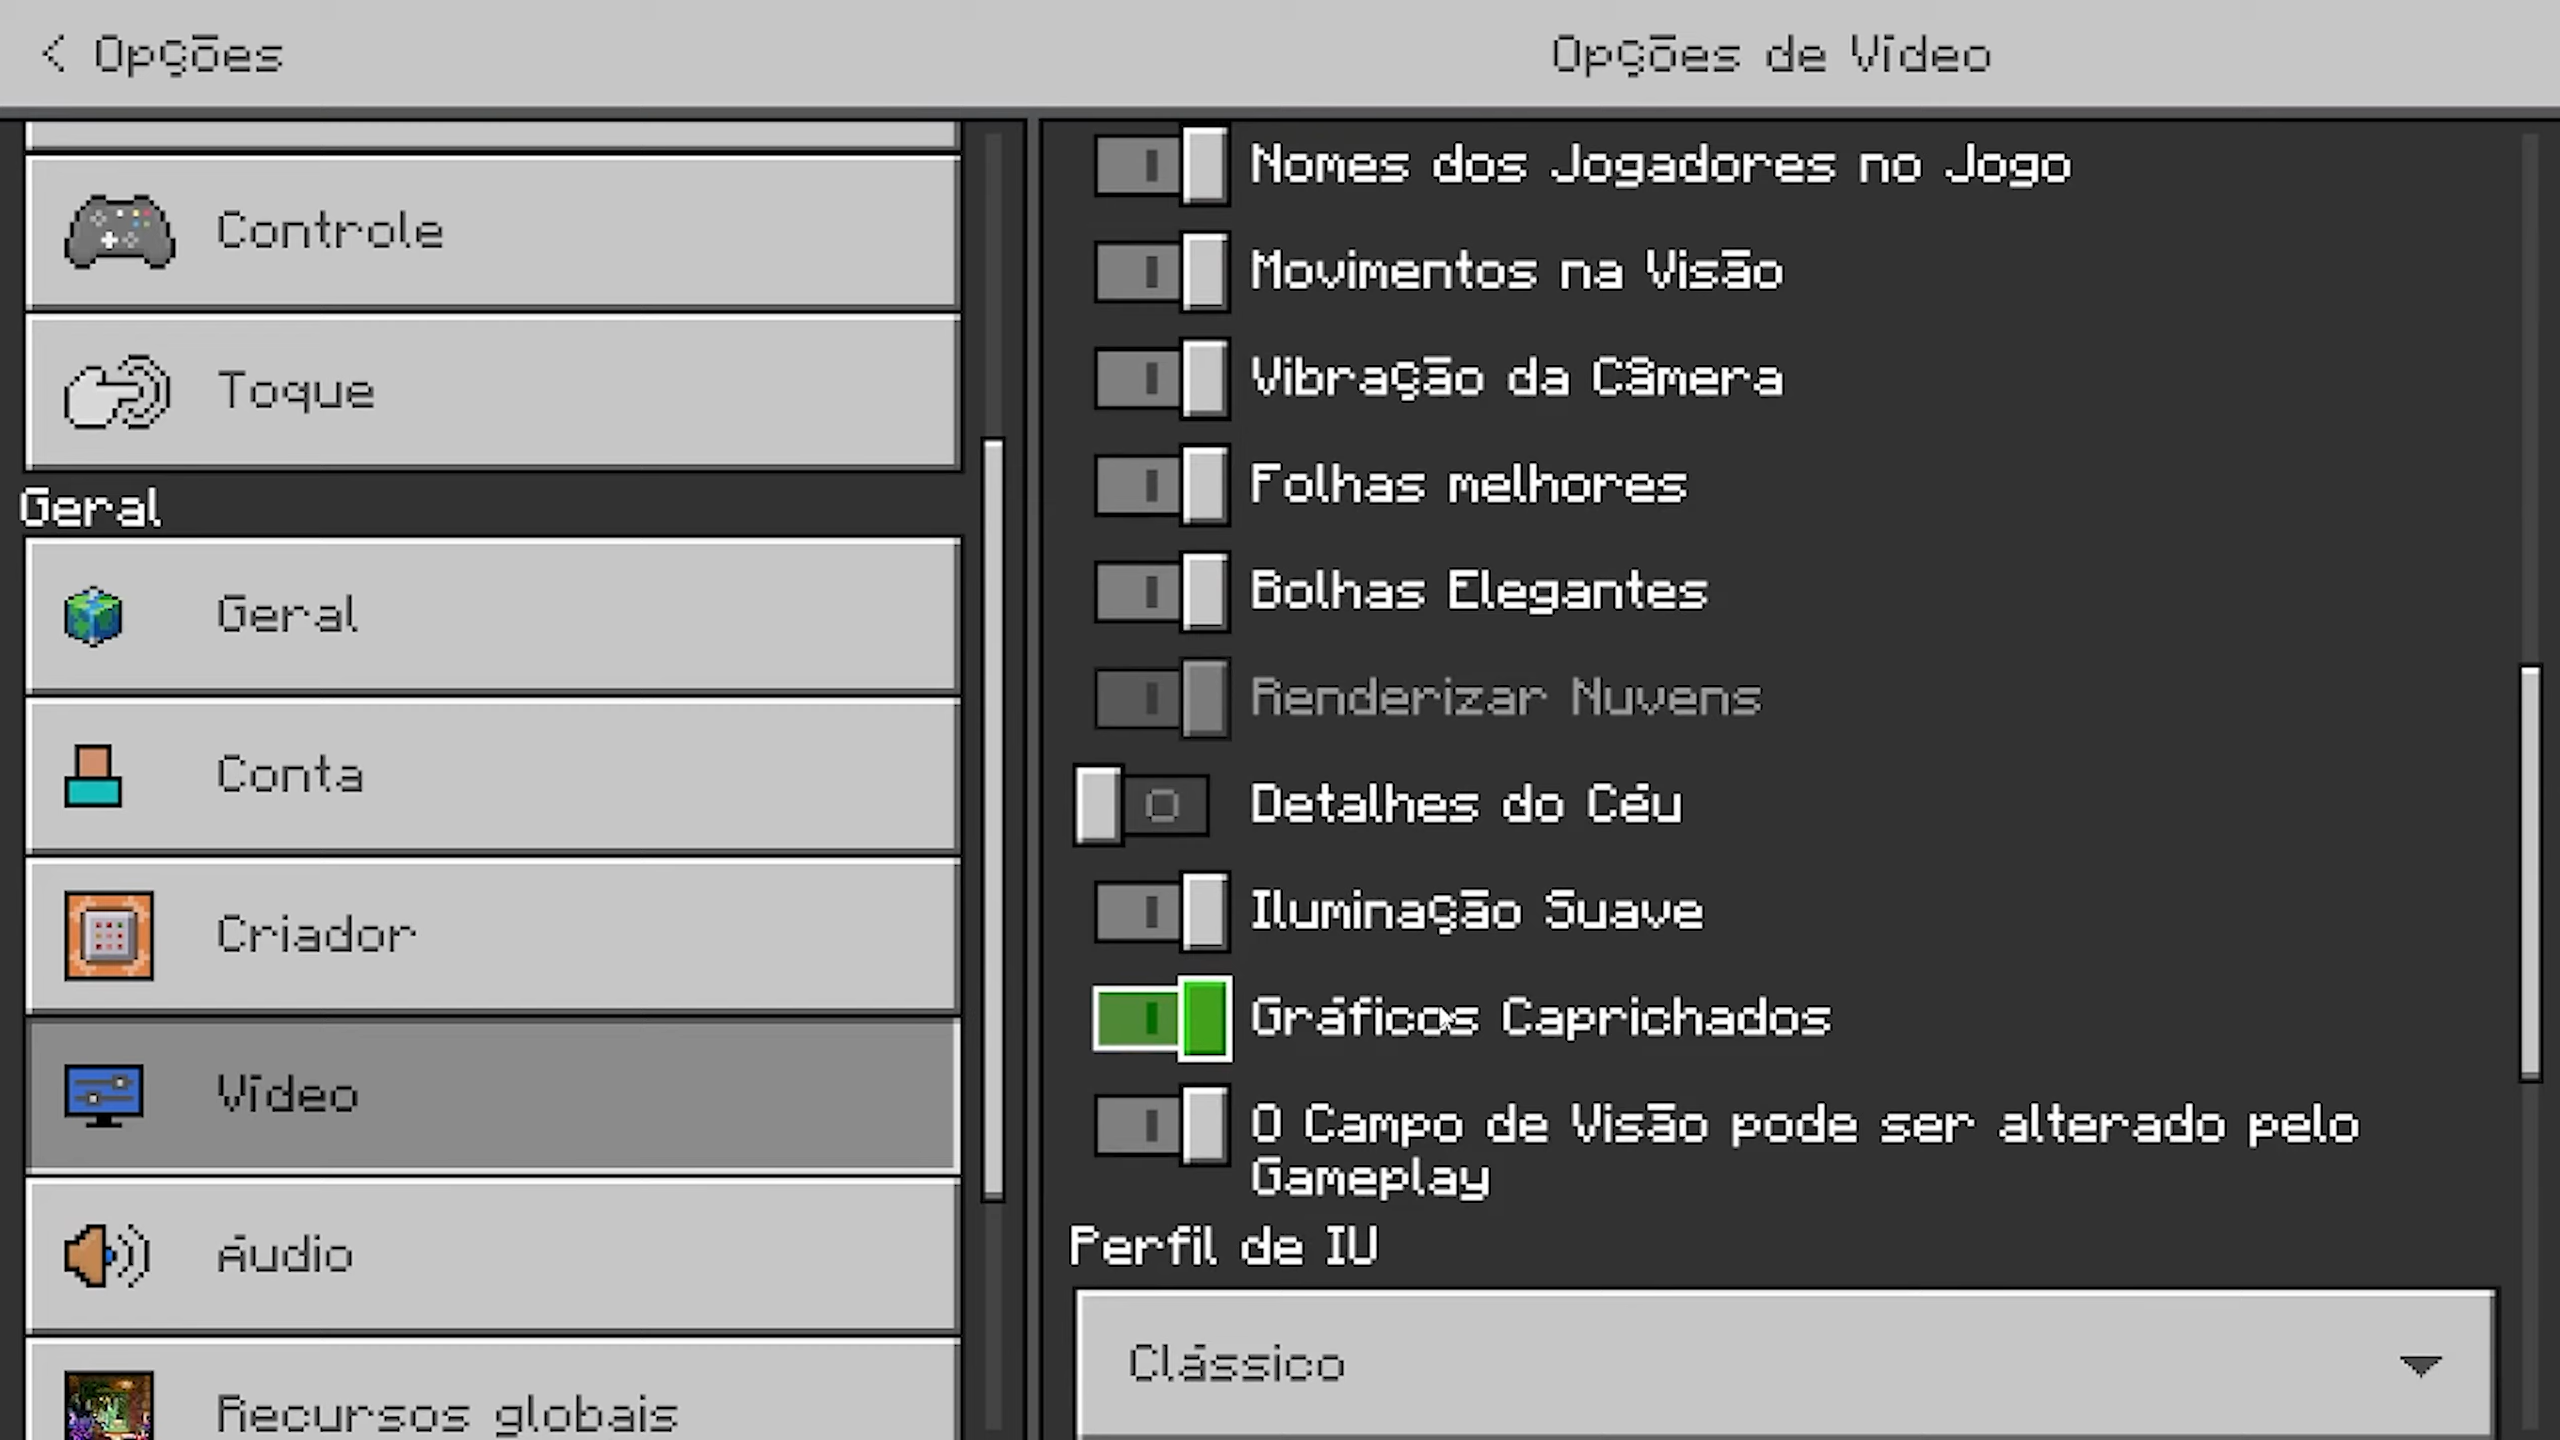 Opções
Opções de Vídeo
Controle
Toque
Geral
Geral
Conta
Criador
Vídeo
Áudio
Recursos globais
Nomes dos Jogadores no Jogo
Movimentos na Visão
Vibração da Câmera
Folhas melhores
Bolhas Elegantes
Renderizar Nuvens
Detalhes do Céu
Iluminação Suave
Gráficos Caprichados
O Campo de Visão pode ser alterado pelo
Gameplay
Perfil de IU
Clássico